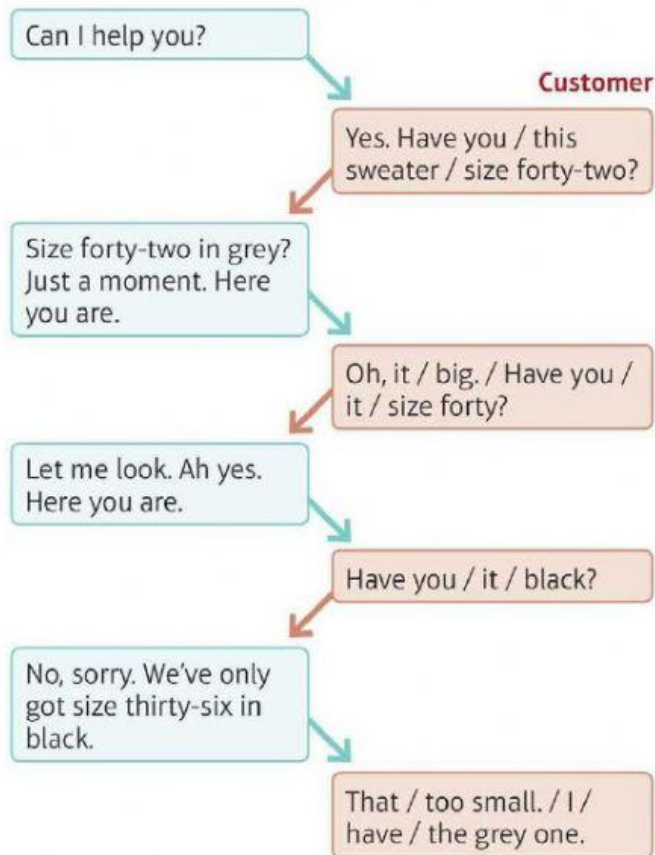 Can I help you?
Customer
Yes. Have you / this
sweater / size forty-two?
Size forty-two in grey?
Just a moment. Here
you are.
Oh, it / big. / Have you /
it / size forty?
Let me look. Ah yes.
Here you are.
Have you / it / black?
No, sorry. We've only
got size thirty-six in
black.
That / too small. / I /
have / the grey one.